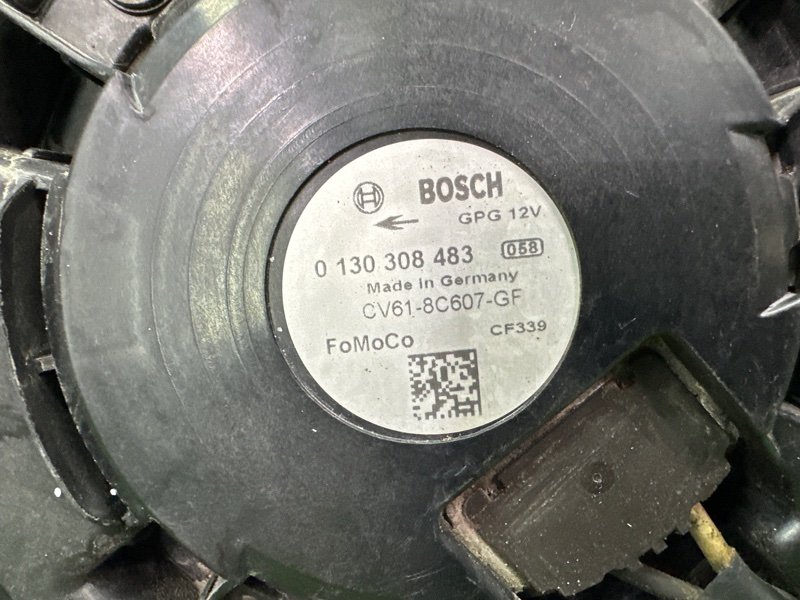 BOSCH
GPG 12V
0 130 308 483 058
Made in Germany
CV61-8C607-GF
FoMoCo CF339